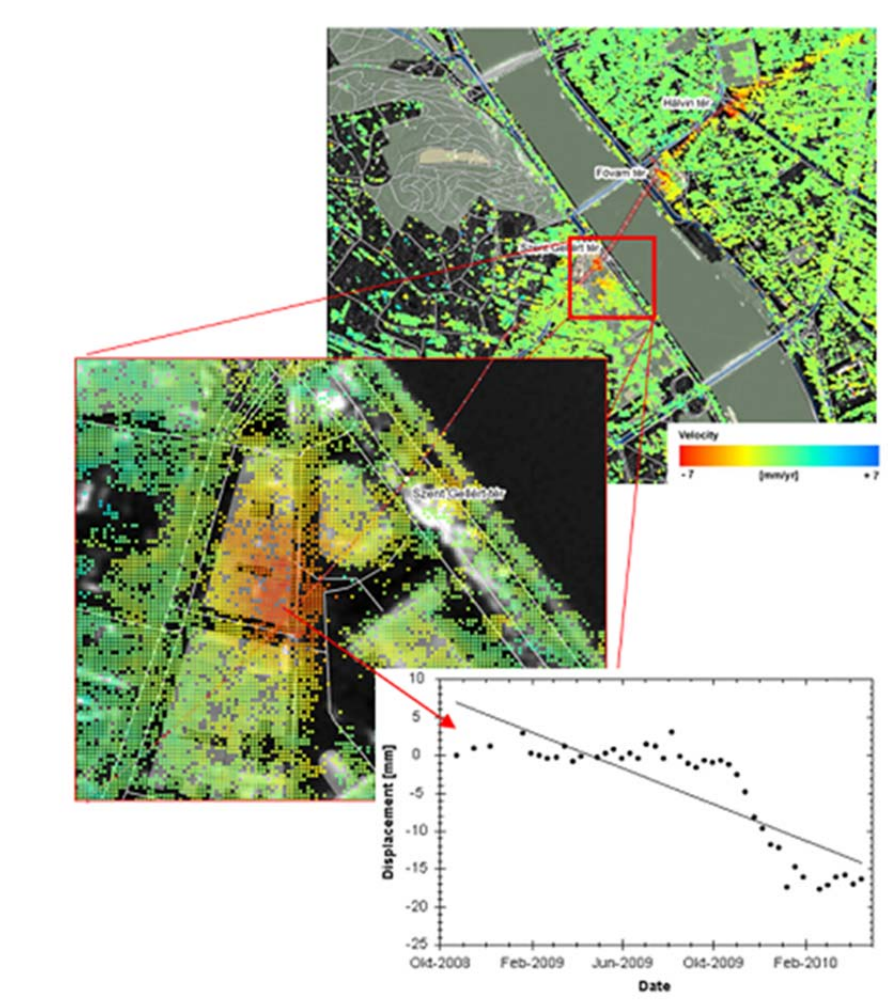 Kálvin tér
Fővám tér
Szent Gellért tér
Velocity
-7 [mm/yr] +7
Szent Gellért tér
10
5
0
-5
-10
-15
-20
-25
Displacement [mm]
Okt-2008 Feb-2009 Jun-2009 Okt-2009 Feb-2010
Date